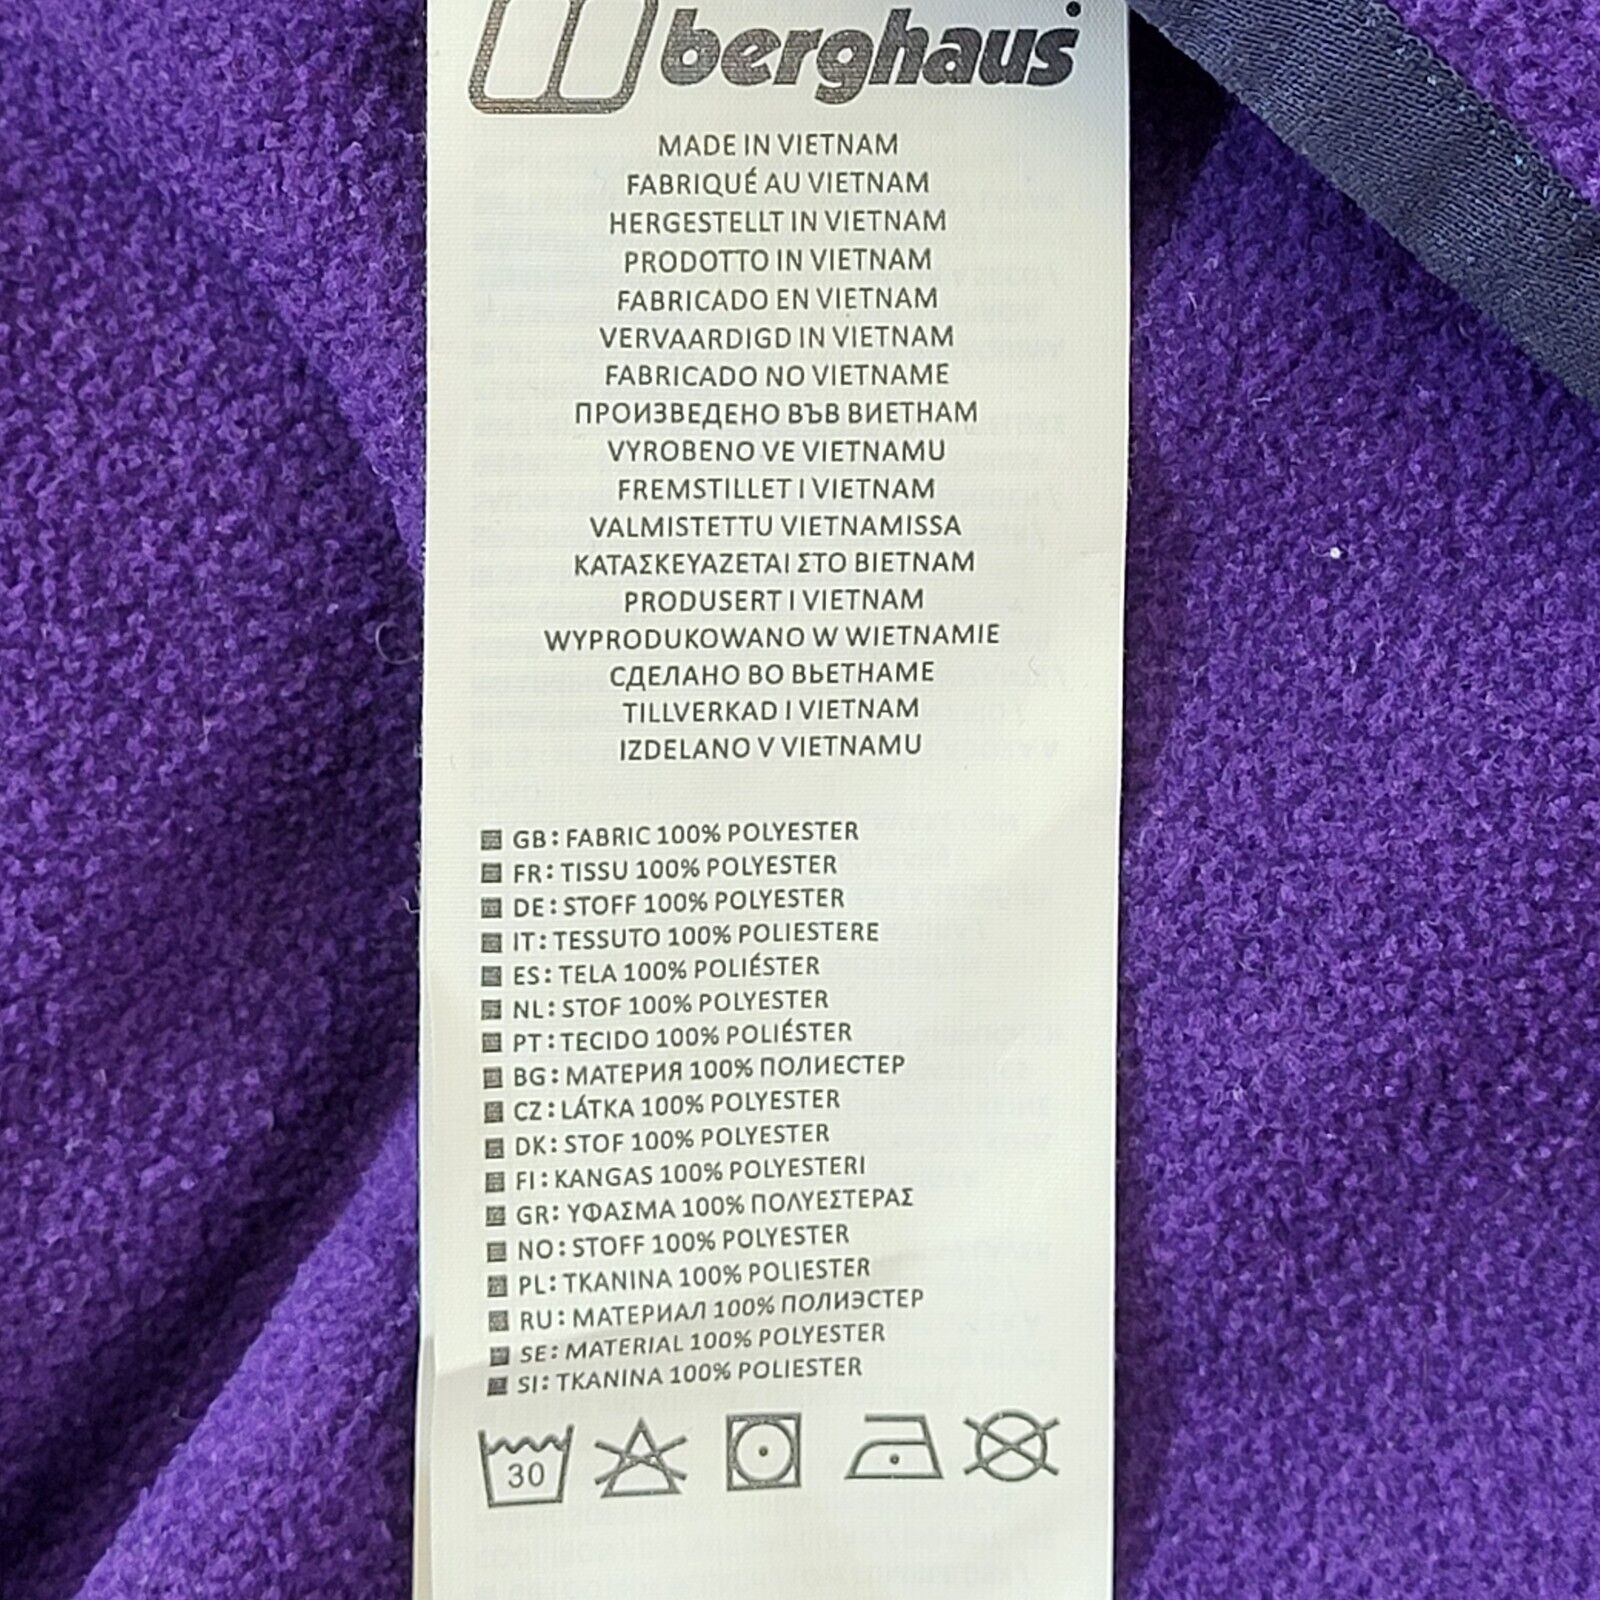 berghaus
MADE IN VIETNAM
FABRIQUÉ AU VIETNAM
HERGESTELLT IN VIETNAM
PRODOTTO IN VIETNAM
FABRICADO EN VIETNAM
VERVAARDIGD IN VIETNAM
FABRICADO NO VIETNAME
ПРОИЗВЕДЕНО ВЪВ ВИЕТНАМ
VYROBENO VE VIETNAMU
FREMSTILLET I VIETNAM
VALMISTETTU VIETNAMISSA
ΚΑΤΑΣΚΕΥΑΖΕΤΑΙ ΣΤΟ ΒΙΕΤΝΑΜ
PRODUSERT I VIETNAM
WYPRODUKOWANO W WIETNAMIE
СДЕЛАНО ВО ВЬЕТНАМЕ
TILLVERKAD I VIETNAM
IZDELANO V VIETNAMU
GB: FABRIC 100% POLYESTER
FR: TISSU 100% POLYESTER
DE: STOFF 100% POLYESTER
IT: TESSUTO 100% POLIESTERE
ES: TELA 100% POLIÉSTER
NL: STOF 100% POLYESTER
PT: TECIDO 100% POLIÉSTER
BG: МАТЕРИЯ 100% ПОЛИЕСТЕР
CZ: LÁTKA 100% POLYESTER
DK: STOF 100% POLYESTER
FI: KANGAS 100% POLYESTERI
GR: ΥΦΑΣΜΑ 100% ΠΟΛΥΕΣΤΕΡΑΣ
NO: STOFF 100% POLYESTER
PL: TKANINA 100% POLIESTER
RU: МАТЕРИАЛ 100% ПОЛИЭСТЕР
SE: MATERIAL 100% POLYESTER
SI: TKANINA 100% POLIESTER
30